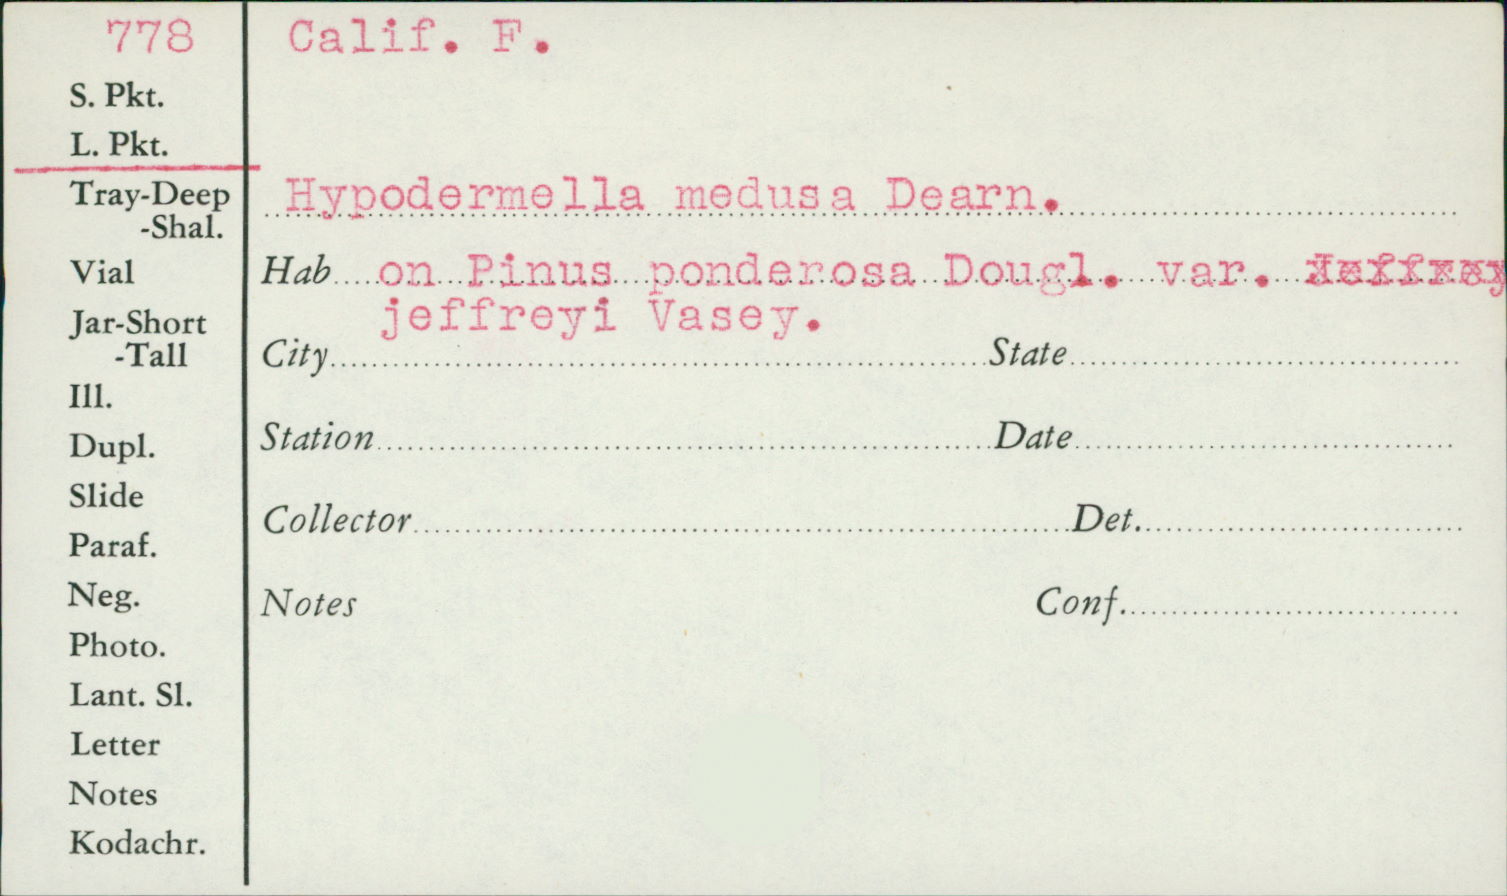 778
Calif. F.
S. Pkt.
L. Pkt.
Tray-Deep
-Shal.
Hypodermella medusa Dearn.
Vial
Hab on Pinus ponderosa Dougl. var.
jeffreyi Vasey.
Jar-Short
-Tall
City State
Ill.
Dupl.
Station Date
Slide
Collector Det.
Paraf.
Neg.
Notes Conf.
Photo.
Lant. Sl.
Letter
Notes
Kodachr.